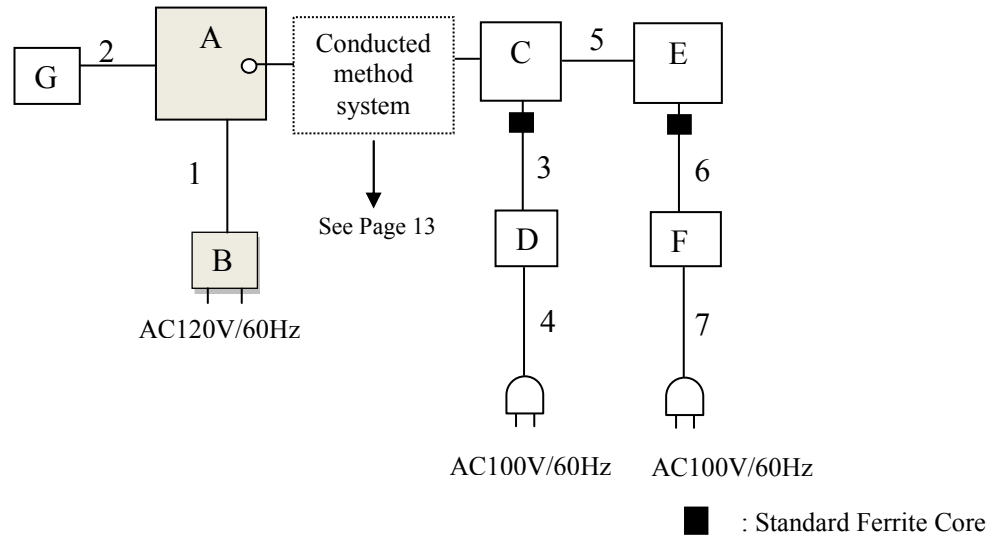 G
2
A
Conducted
method
system
C
5
E
1
3
6
See Page 13
B
D
F
AC120V/60Hz
4
7
AC100V/60Hz
AC100V/60Hz
: Standard Ferrite Core